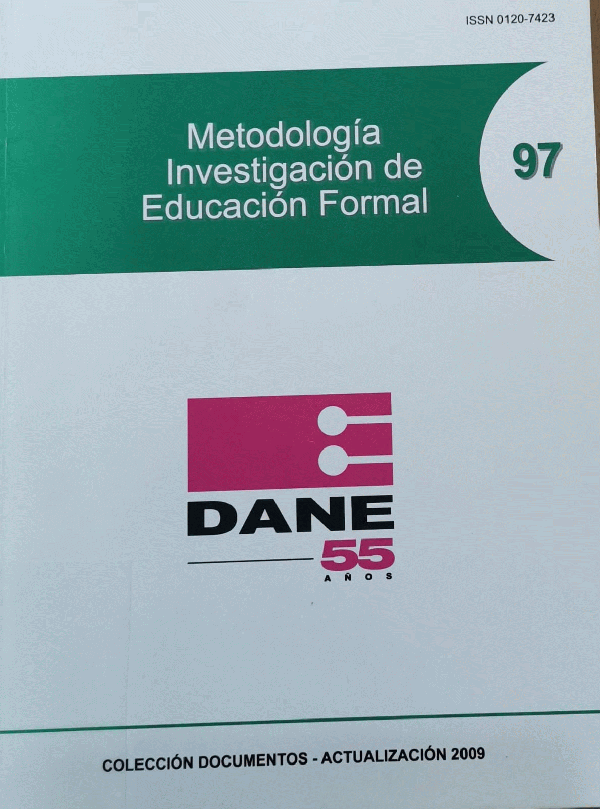 ISSN 0120-7423
Metodología
Investigación de
Educación Formal
97
DANE
55
AÑOS
COLECCIÓN DOCUMENTOS - ACTUALIZACIÓN 2009